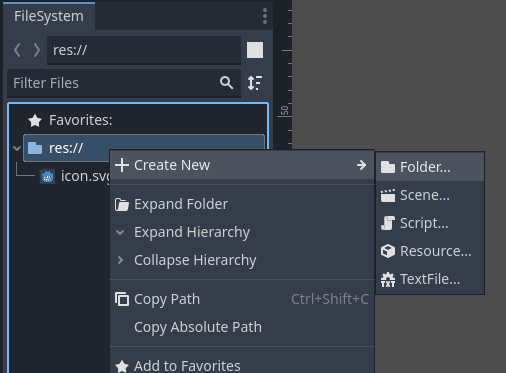 FileSystem
res://
Filter Files
Favorites:
res://
icon.svg
Create New
Expand Folder
Expand Hierarchy
Collapse Hierarchy
Copy Path Ctrl+Shift+C
Copy Absolute Path
Add to Favorites
Folder...
Scene...
Script...
Resource...
TextFile...
TXT
50